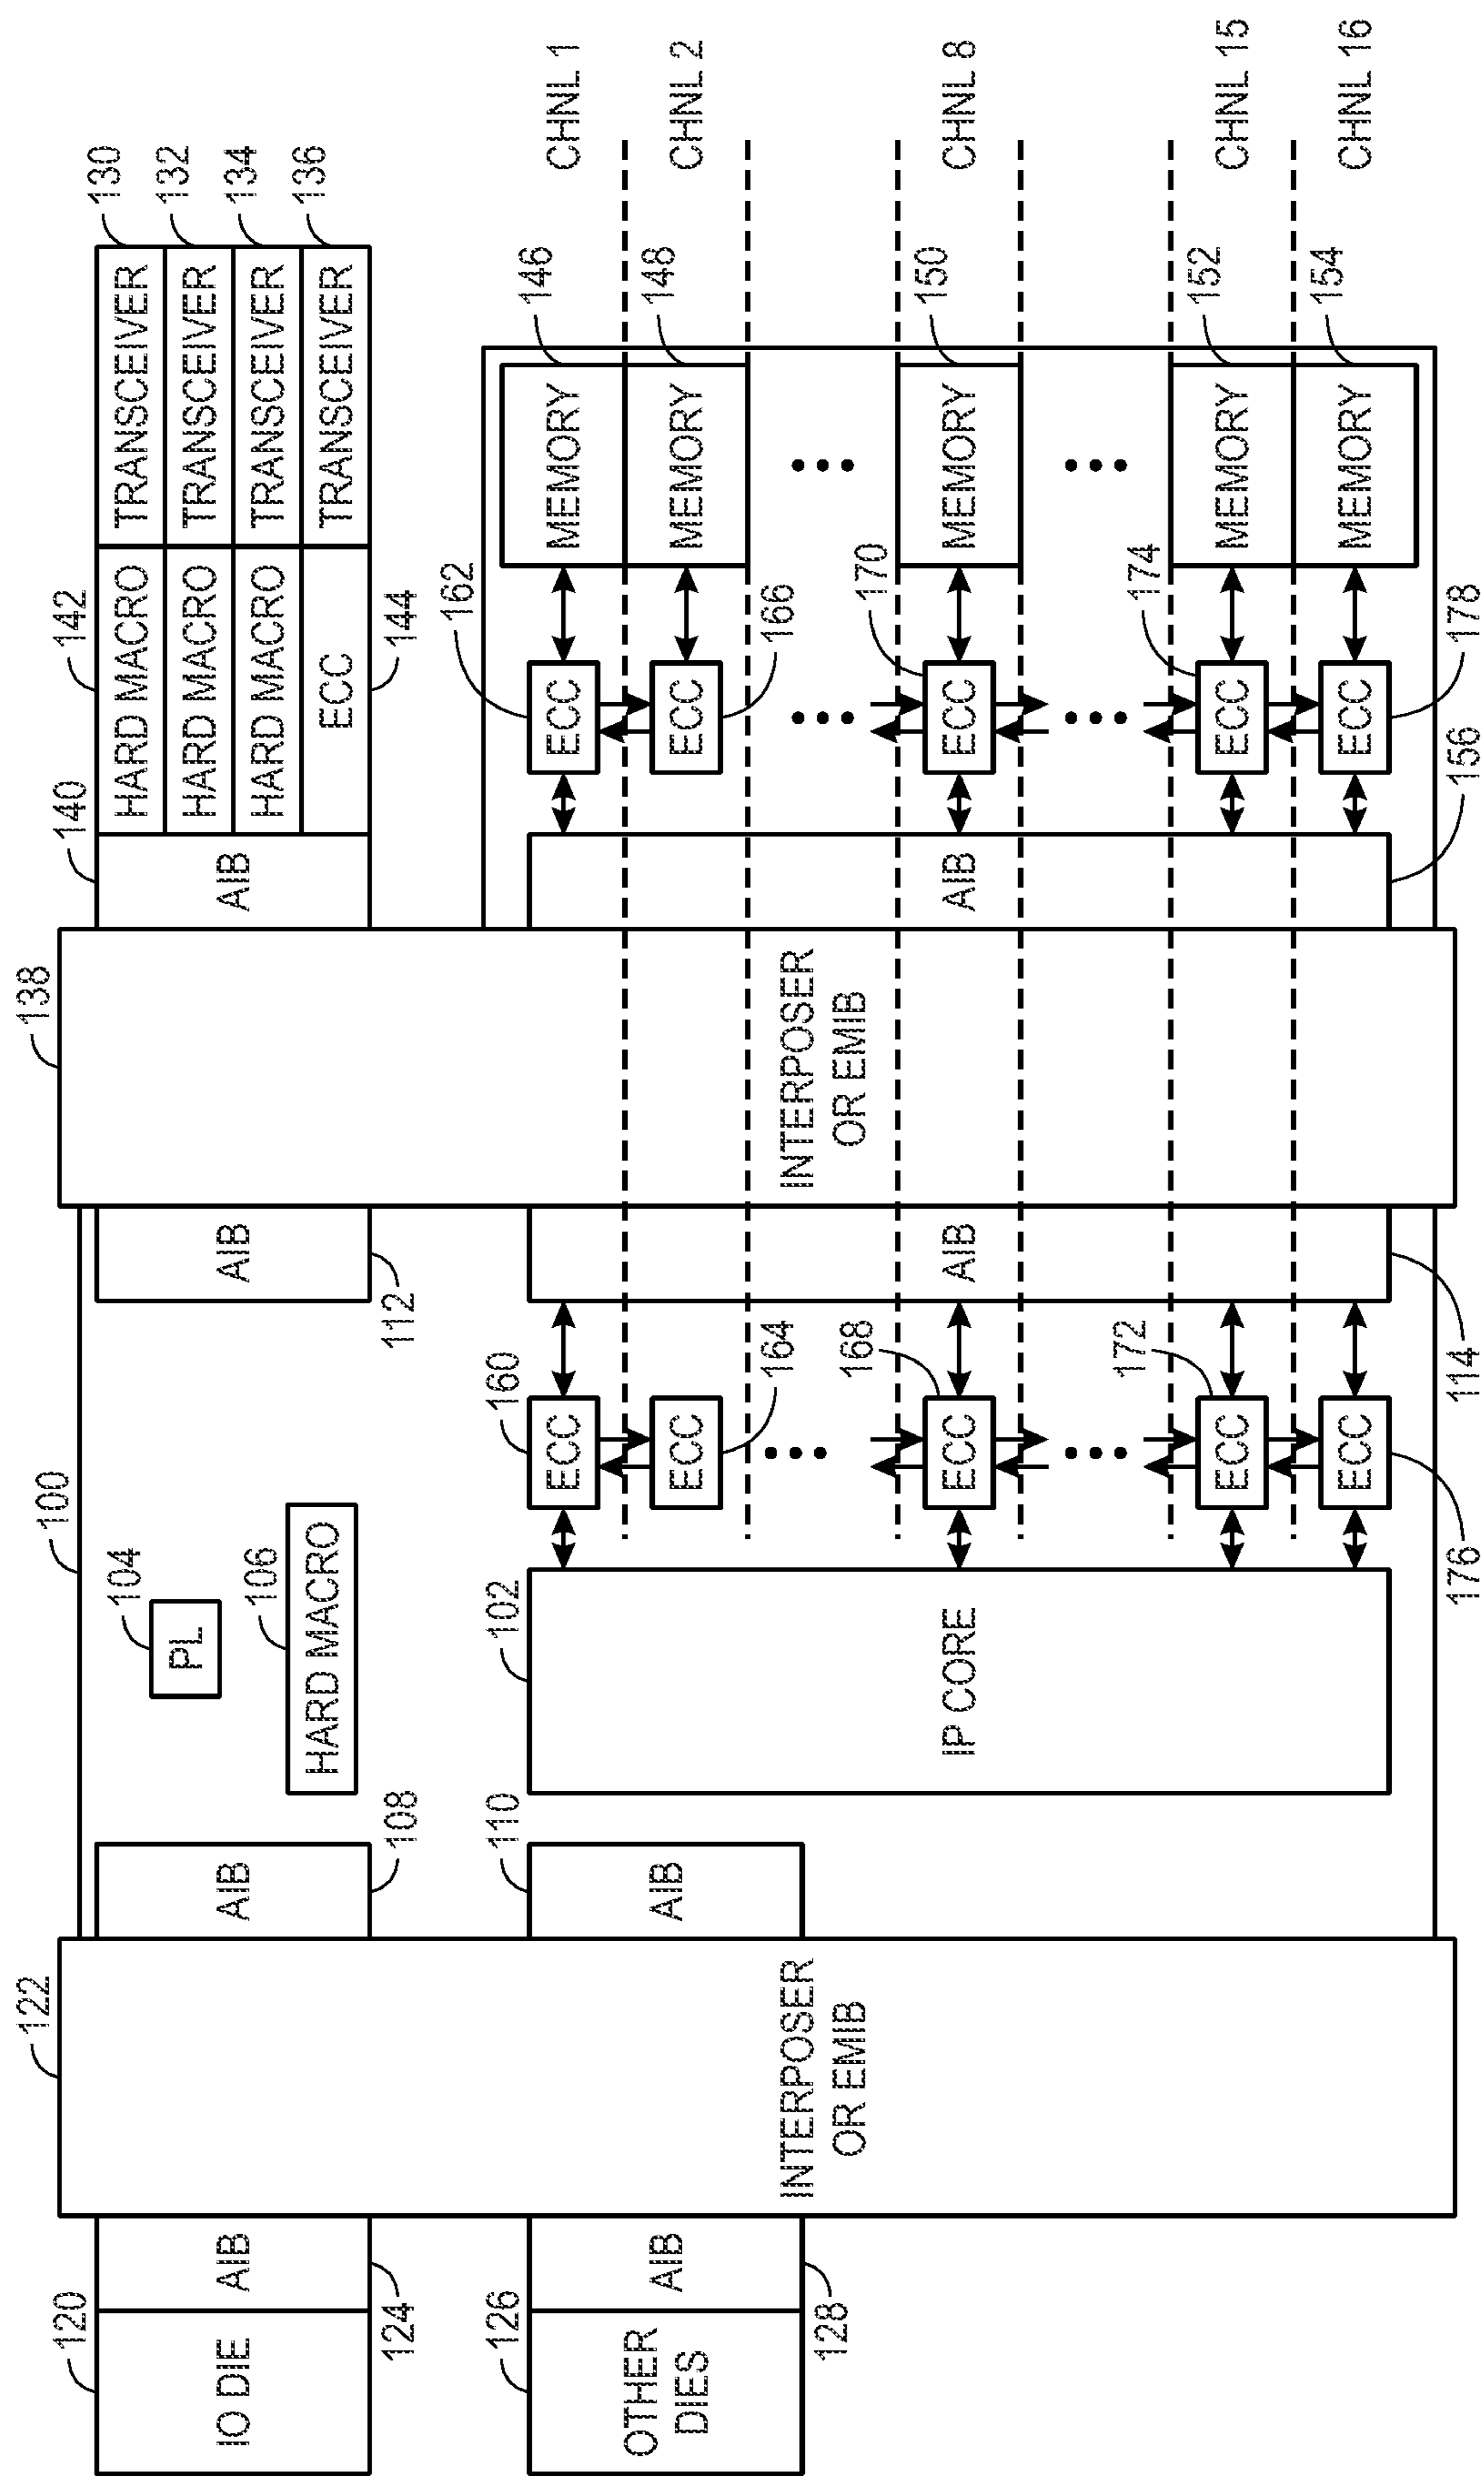 100
122
138
120
IO DIE
AIB
124
AIB
108
104
PL
106
HARD MACRO
AIB
112
140
AIB
142
HARD MACRO
HARD MACRO
HARD MACRO
ECC
144
TRANSCEIVER
TRANSCEIVER
TRANSCEIVER
TRANSCEIVER
130
132
134
136
126
OTHER
DIES
AIB
128
INTERPOSER
OR EMIB
110
AIB
102
IP CORE
160
ECC
ECC
164
168
ECC
172
ECC
ECC
176
AIB
114
INTERPOSER
OR EMIB
AIB
156
162
ECC
ECC
166
170
ECC
174
ECC
ECC
178
MEMORY
146
MEMORY
148
MEMORY
150
MEMORY
152
MEMORY
154
CHNL 1
CHNL 2
CHNL 8
CHNL 15
CHNL 16